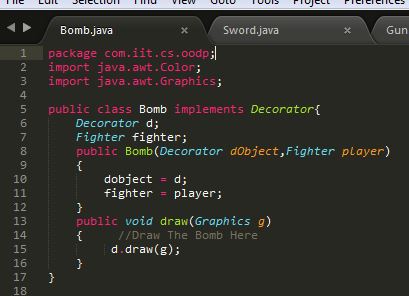 File Edit Selection Find View Goto Tools Project Preferences
Bomb.java Sword.java Gun
1 package com.iit.cs.oodp;
2 import java.awt.Color;
3 import java.awt.Graphics;
4
5 public class Bomb implements Decorator{
6 Decorator d;
7 Fighter fighter;
8 public Bomb(Decorator dObject,Fighter player)
9 {
10 dobject = d;
11 fighter = player;
12 }
13 public void draw(Graphics g)
14 { //Draw The Bomb Here
15 d.draw(g);
16 }
17 }
18